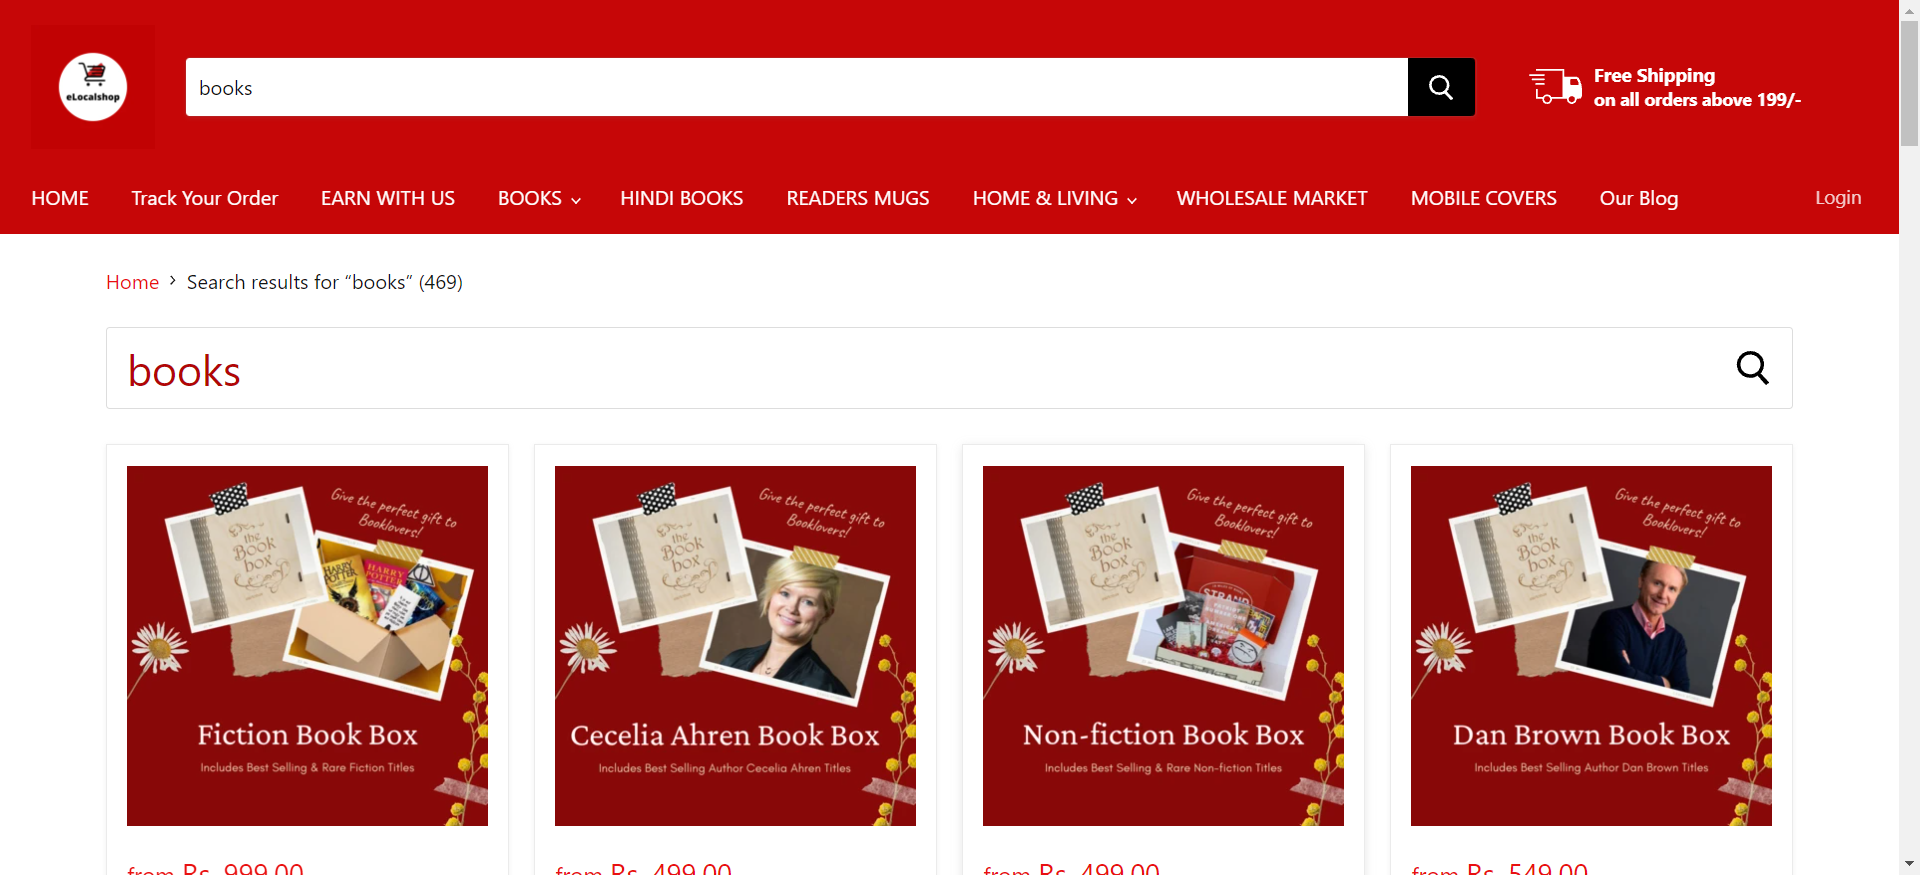 eLocalshop
books
Free Shipping
on all orders above 199/-
HOME
Track Your Order
EARN WITH US
BOOKS
HINDI BOOKS
READERS MUGS
HOME & LIVING
WHOLESALE MARKET
MOBILE COVERS
Our Blog
Login
Home › Search results for “books” (469)
books
Give the perfect gift to
Booklovers!
the
Book
box
HARRY
POTTER
HARRY
POTTER
Fiction Book Box
Includes Best Selling & Rare Fiction Titles
from Rs. 999.00
Give the perfect gift to
Booklovers!
the
Book
box
Cecelia Ahren Book Box
Includes Best Selling Author Cecelia Ahren Titles
from Rs. 499.00
Give the perfect gift to
Booklovers!
the
Book
box
STRAND
Non-fiction Book Box
Includes Best Selling & Rare Non-fiction Titles
from Rs. 499.00
Give the perfect gift to
Booklovers!
the
Book
box
Dan Brown Book Box
Includes Best Selling Author Dan Brown Titles
from Rs. 549.00